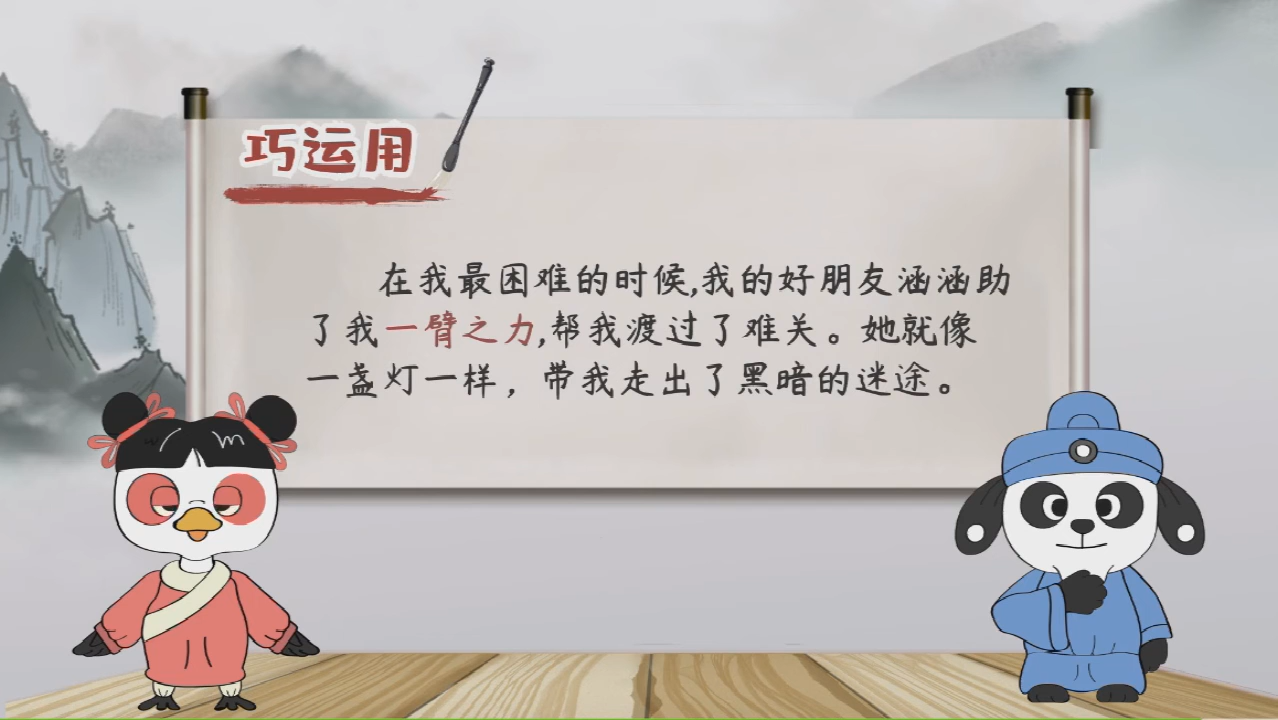 巧运用
在我最困难的时候,我的好朋友涵涵助
了我一臂之力,帮我渡过了难关。她就像
一盏灯一样，带我走出了黑暗的迷途。